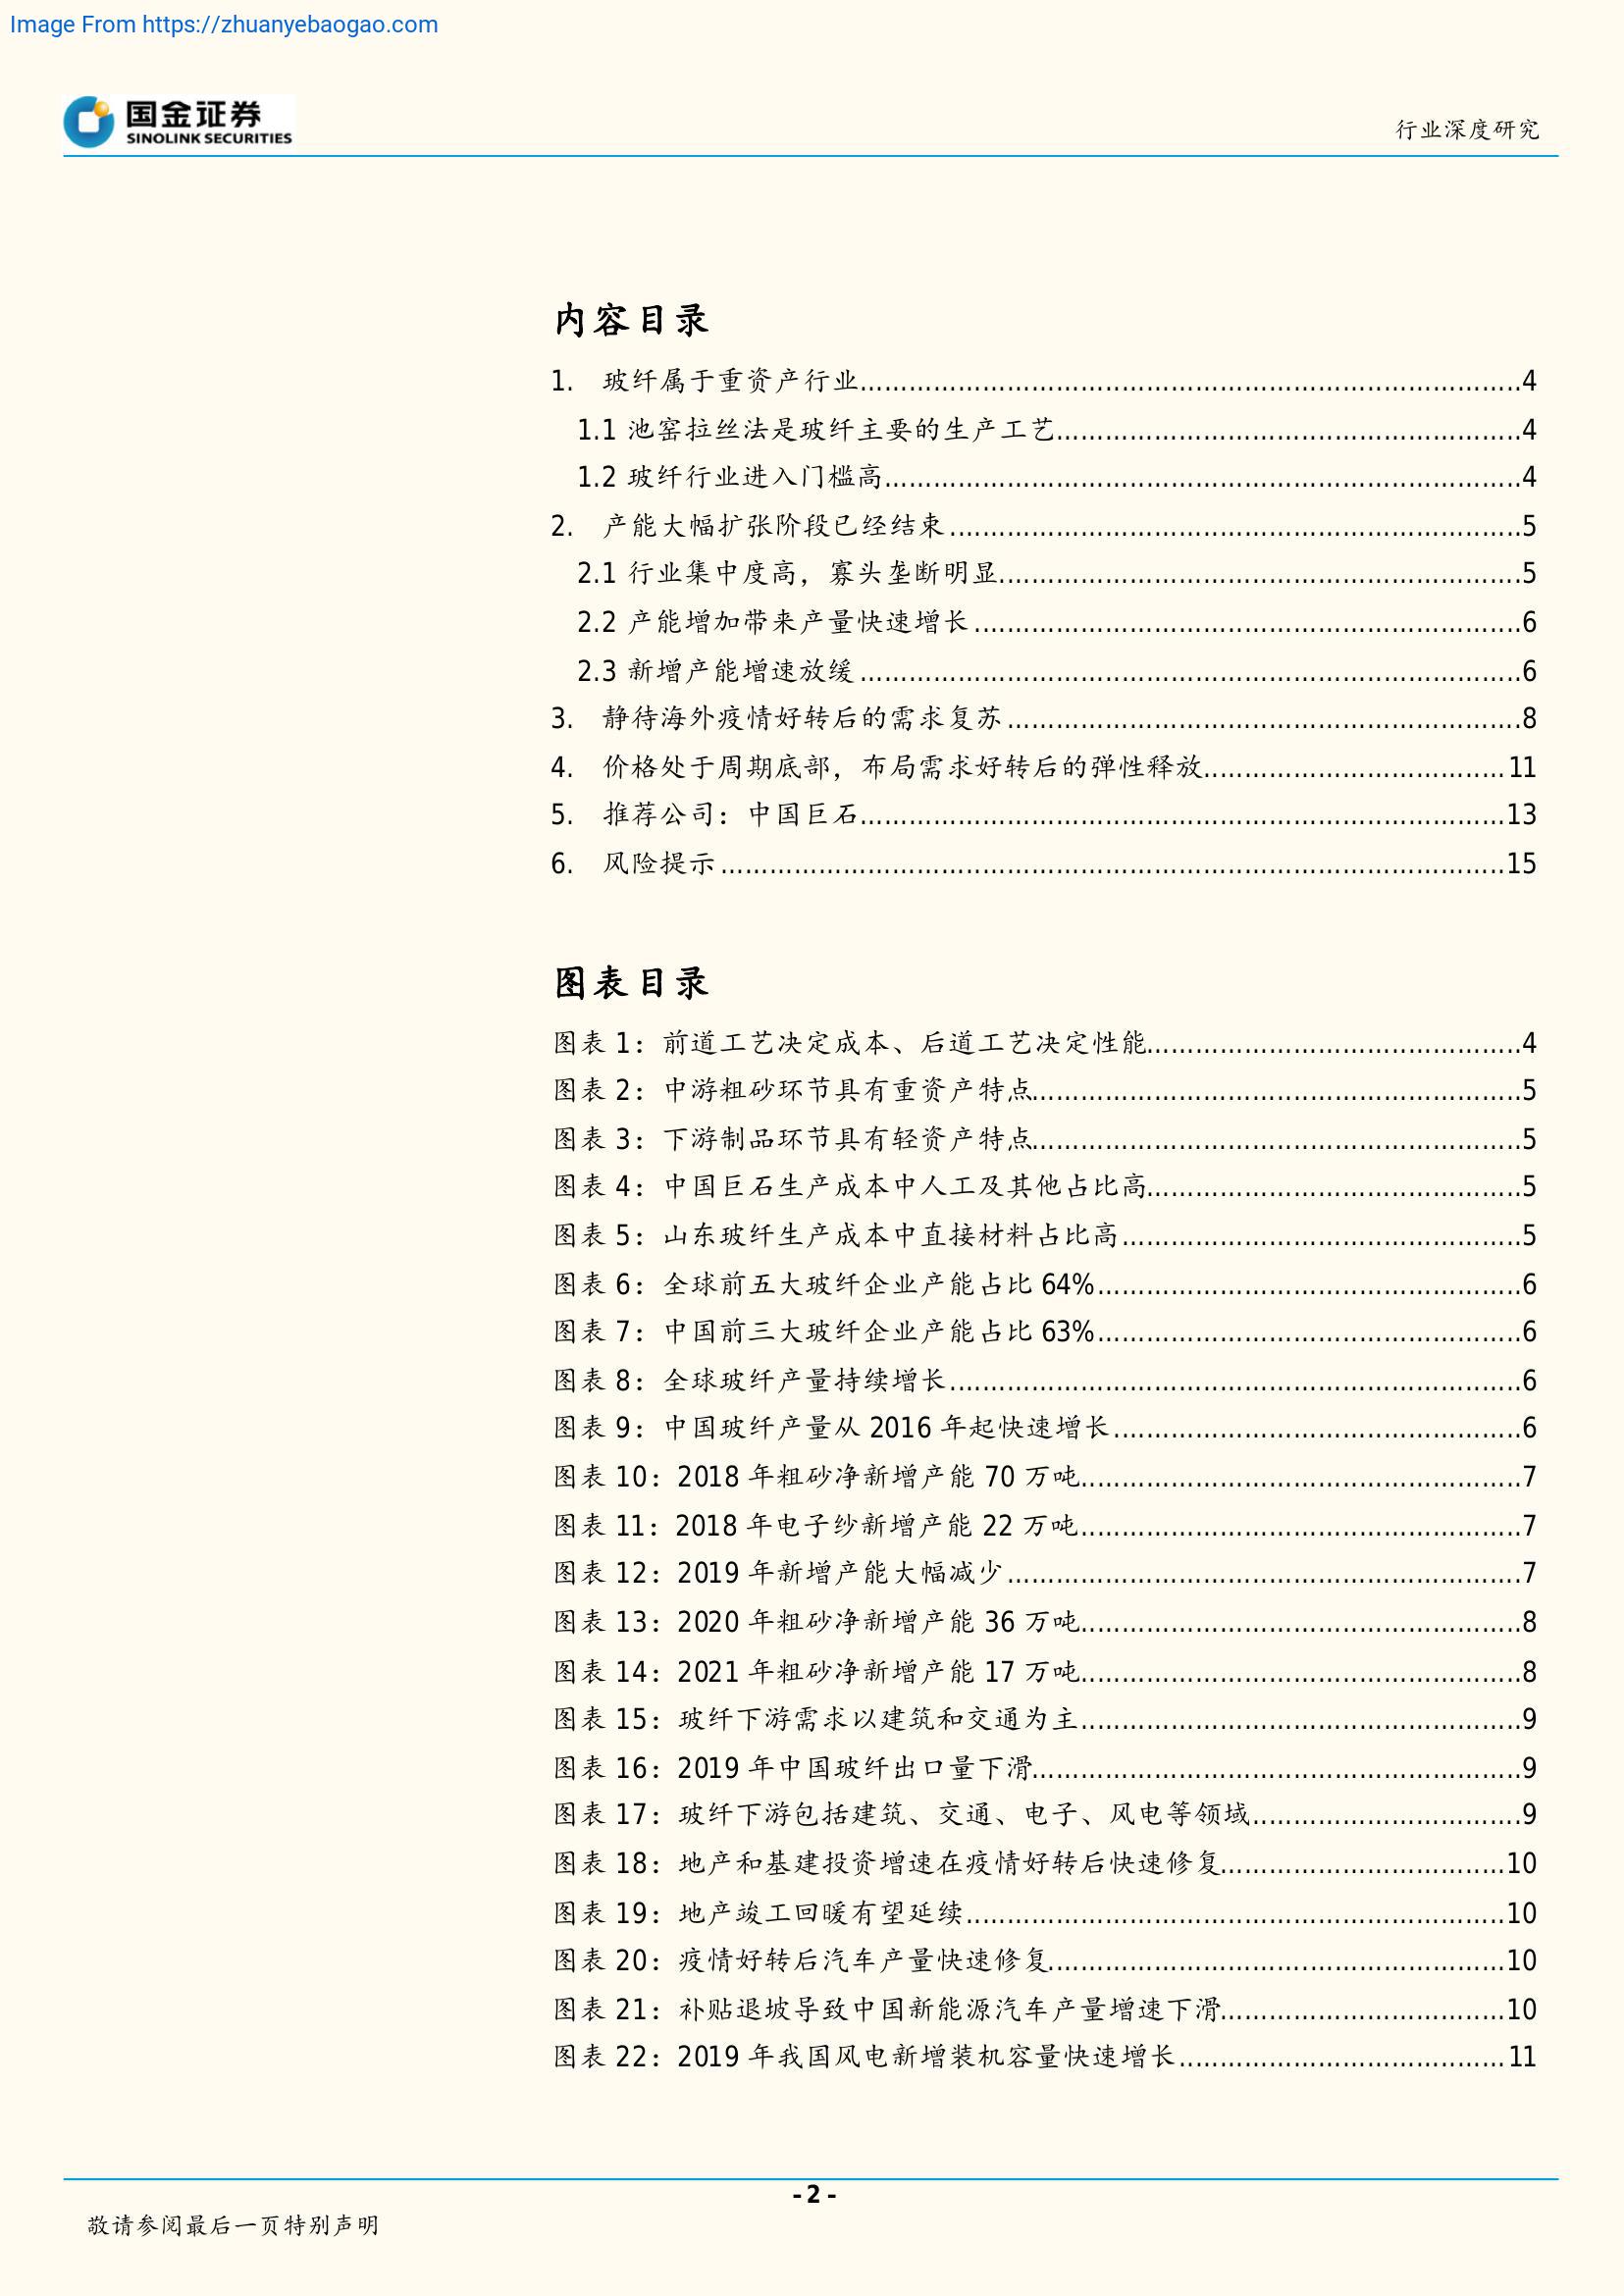 Image From https://zhuanyebaogao.com
国金证券
SINOLINK SECURITIES
行业深度研究
内容目录
1. 玻纤属于重资产行业................................4
1.1 池窑拉丝法是玻纤主要的生产工艺................................4
1.2 玻纤行业进入门槛高................................4
2. 产能大幅扩张阶段已经结束................................5
2.1 行业集中度高，寡头垄断明显................................5
2.2 产能增加带来产量快速增长................................6
2.3 新增产能增速放缓................................6
3. 静待海外疫情好转后的需求复苏................................8
4. 价格处于周期底部，布局需求好转后的弹性释放................................11
5. 推荐公司：中国巨石................................13
6. 风险提示................................15
图表目录
图表 1：前道工艺决定成本、后道工艺决定性能................................4
图表 2：中游粗砂环节具有重资产特点................................5
图表 3：下游制品环节具有轻资产特点................................5
图表 4：中国巨石生产成本中人工及其他占比高................................5
图表 5：山东玻纤生产成本中直接材料占比高................................5
图表 6：全球前五大玻纤企业产能占比 64%................................6
图表 7：中国前三大玻纤企业产能占比 63%................................6
图表 8：全球玻纤产量持续增长................................6
图表 9：中国玻纤产量从 2016 年起快速增长................................6
图表 10：2018 年粗砂净新增产能 70 万吨................................7
图表 11：2018 年电子纱新增产能 22 万吨................................7
图表 12：2019 年新增产能大幅减少................................7
图表 13：2020 年粗砂净新增产能 36 万吨................................8
图表 14：2021 年粗砂净新增产能 17 万吨................................8
图表 15：玻纤下游需求以建筑和交通为主................................9
图表 16：2019 年中国玻纤出口量下滑................................9
图表 17：玻纤下游包括建筑、交通、电子、风电等领域................................9
图表 18：地产和基建投资增速在疫情好转后快速修复................................10
图表 19：地产竣工回暖有望延续................................10
图表 20：疫情好转后汽车产量快速修复................................10
图表 21：补贴退坡导致中国新能源汽车产量增速下滑................................10
图表 22：2019 年我国风电新增装机容量快速增长................................11
- 2 -
敬请参阅最后一页特别声明